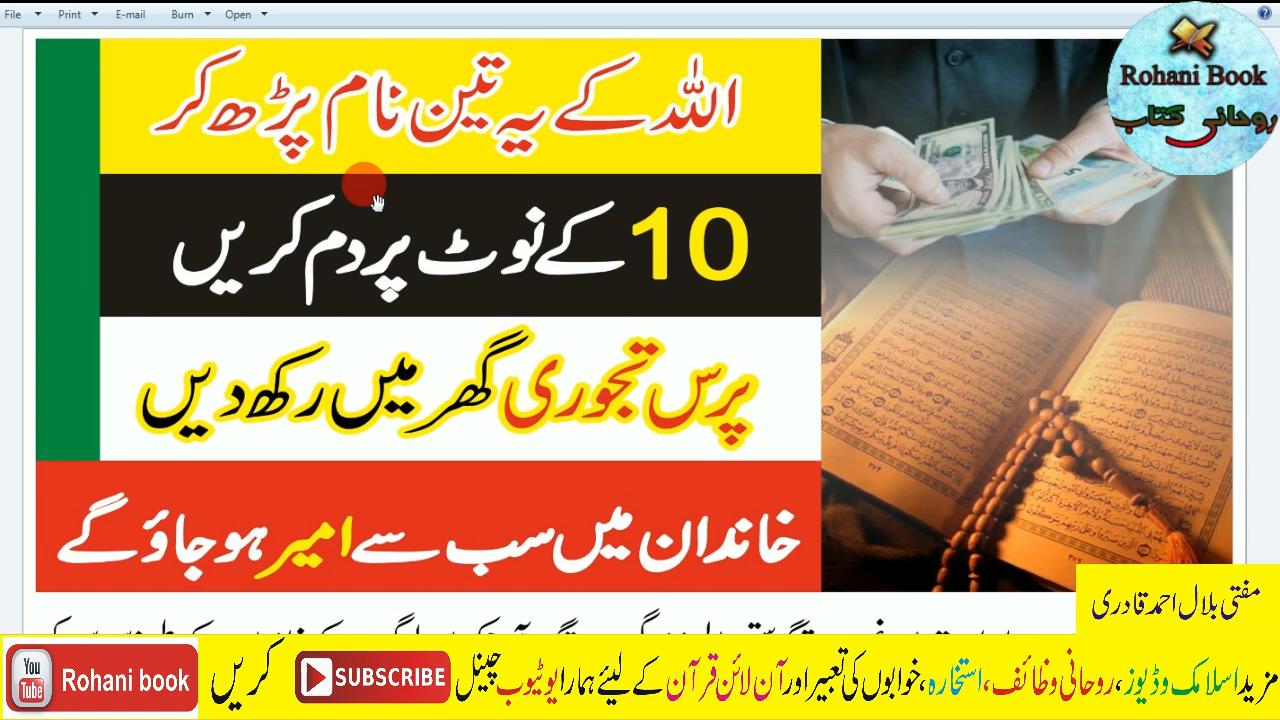 File Print E-mail Burn Open
Rohani Book
روحانی کتاب
اللہ کے یہ تین نام پڑھ کر
10 کے نوٹ پر دم کریں
پرس تجوری گھر میں رکھ دیں
خاندان میں سب سے امیر ہو جاؤ گے
مفتی بلال احمد قادری
مزید اسلامک وڈیوز، روحانی وظائف، استخارہ، خوابوں کی تعبیر اور آن لائن قرآن کے لیئے ہمارا یوٹیوب چینل SUBSCRIBE کریں
You Tube Rohani book